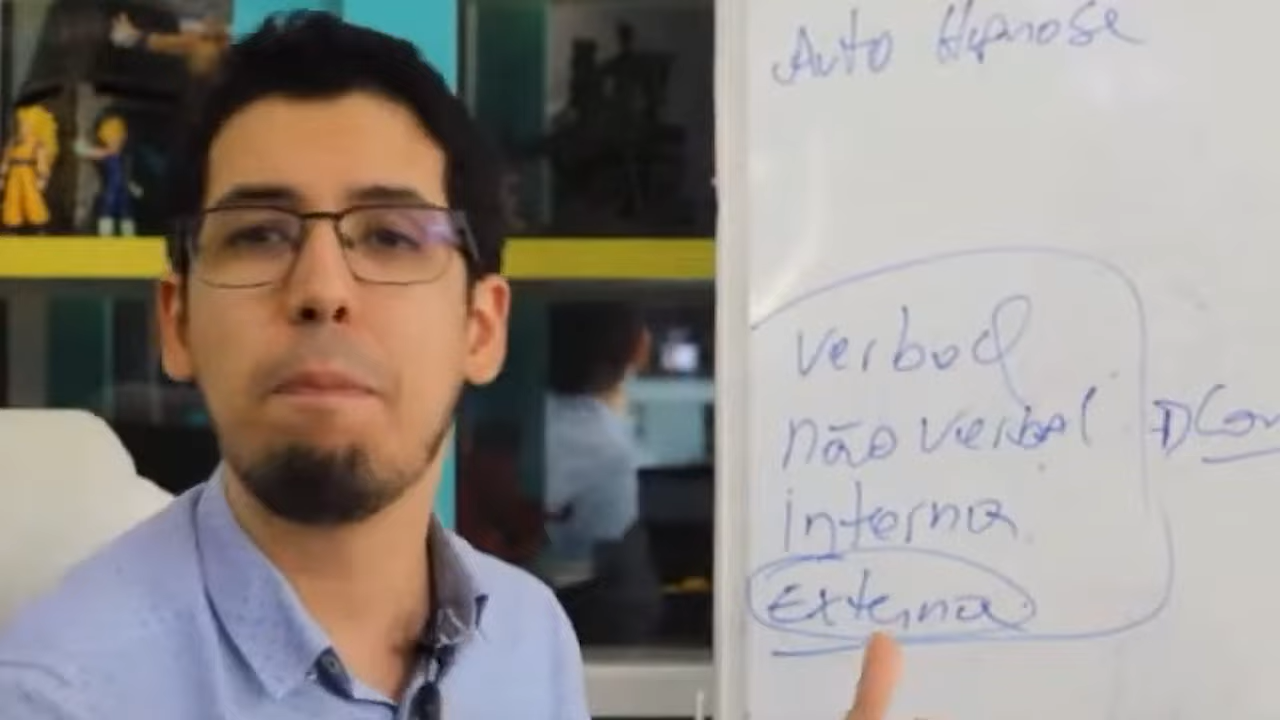 Auto Hipnose
verbal
não verbal
interna
Externa